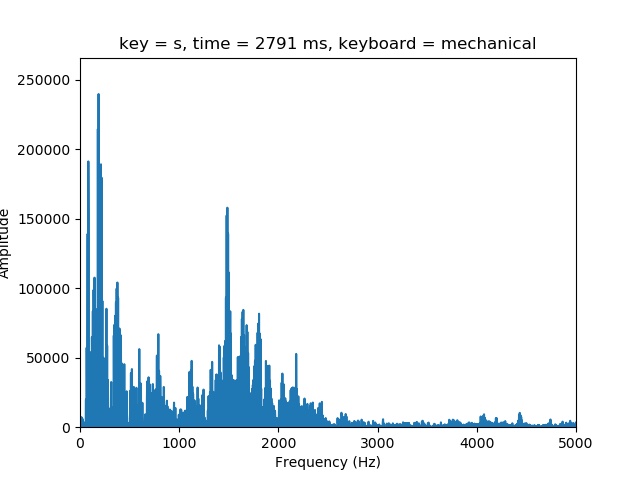 key = s, time = 2791 ms, keyboard = mechanical
250000
200000
150000
100000
50000
0
Amplitude
0 1000 2000 3000 4000 5000
Frequency (Hz)